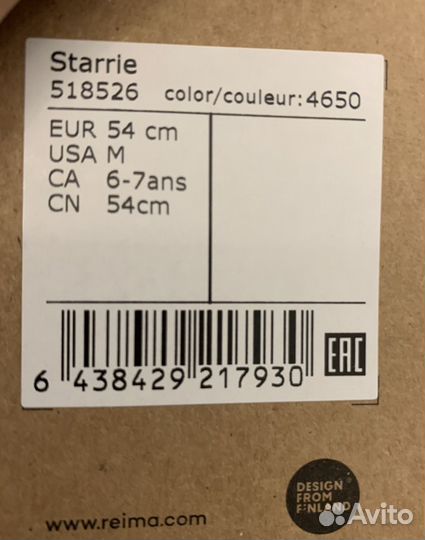 Starrie
518526 color/couleur: 4650
EUR 54 cm
USA M
CA 6-7ans
CN 54cm
6 438429 217930
EAC
DESIGN
FROM
FINLAND
www.reima.com
Avito